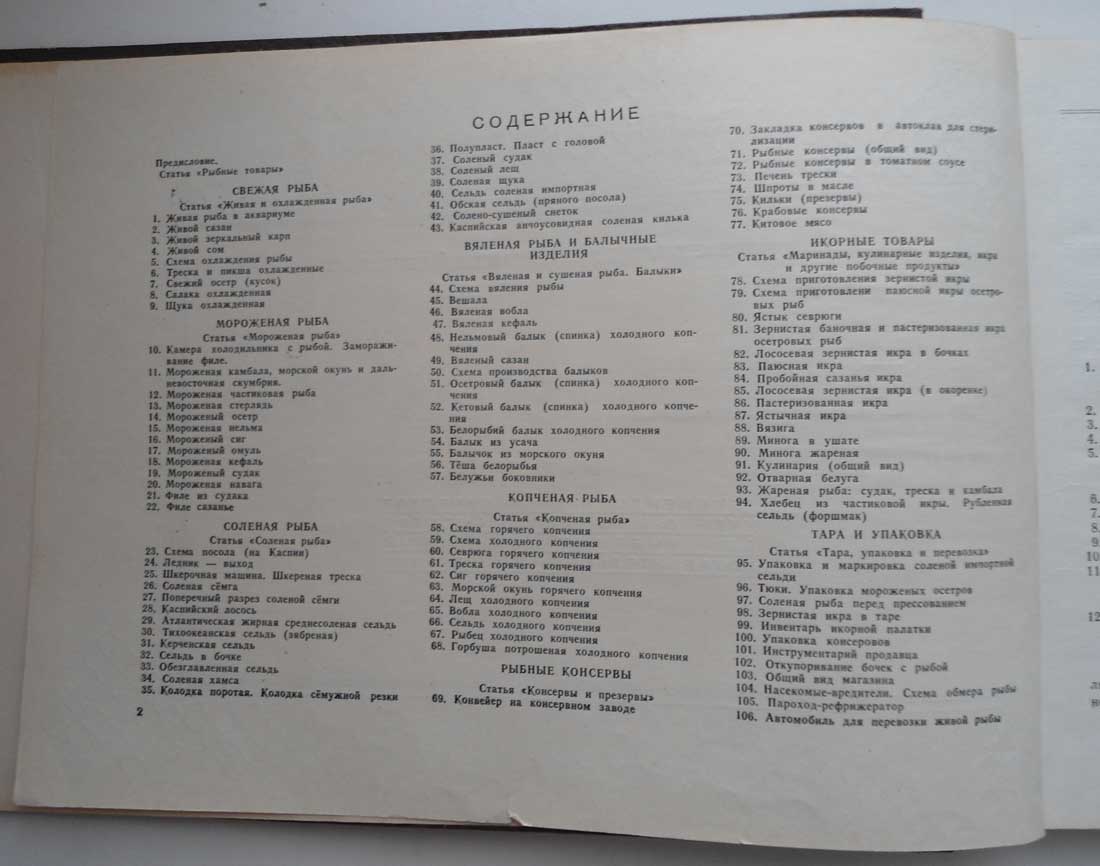 СОДЕРЖАНИЕ
Предисловие.
Статья «Рыбные товары»
СВЕЖАЯ РЫБА
Статья «Живая и охлажденная рыба»
1. Живая рыба в аквариуме
2. Живой сазан
3. Живой зеркальный карп
4. Живой сом
5. Схема охлаждения рыбы
6. Треска и пикша охлажденные
7. Свежий осетр (кусок)
8. Салака охлажденная
9. Щука охлажденная
МОРОЖЕНАЯ РЫБА
Статья «Мороженая рыба»
10. Камера холодильника с рыбой. Заморажи-
вание филе.
11. Мороженая камбала, морской окунь и даль-
невосточная скумбрия.
12. Мороженая частиковая рыба
13. Мороженая стерлядь
14. Мороженый осетр
15. Мороженая нельма
16. Мороженый сиг
17. Мороженый омуль
18. Мороженая кефаль
19. Мороженый судак
20. Мороженая навага
21. Филе из судака
22. Филе сазанье
СОЛЕНАЯ РЫБА
Статья «Соленая рыба»
23. Схема посола (на Каспии)
24. Ледник — выход
25. Шкерочная машина. Шкереная треска
26. Соленая сёмга
27. Поперечный разрез соленой сёмги
28. Каспийский лосось
29. Атлантическая жирная среднесоленая сельдь
30. Тихоокеанская сельдь (зябреная)
31. Керченская сельдь
32. Сельдь в бочке
33. Обезглавленная сельдь
34. Соленая хамса
35. Колодка поротая. Колодка сёмужной резки
2
36. Полупласт. Пласт с головой
37. Соленый судак
38. Соленый лещ
39. Соленая щука
40. Сельдь соленая импортная
41. Обская сельдь (пряного посола)
42. Солено-сушеный снеток
43. Каспийская анчоусовидная соленая килька
ВЯЛЕНАЯ РЫБА И БАЛЫЧНЫЕ
ИЗДЕЛИЯ
Статья «Вяленая и сушеная рыба. Балыки»
44. Схема вяления рыбы
45. Вешала
46. Вяленая вобла
47. Вяленая кефаль
48. Нельмовый балык (спинка) холодного коп-
чения
49. Вяленый сазан
50. Схема производства балыков
51. Осетровый балык (спинка) холодного коп-
чения
52. Кетовый балык (спинка) холодного копче-
ния
53. Белорыбий балык холодного копчения
54. Балык из усача
55. Балычок из морского окуня
56. Тёша белорыбья
57. Белужьи боковники
КОПЧЕНАЯ РЫБА
Статья «Копченая рыба»
58. Схема горячего копчения
59. Схема холодного копчения
60. Севрюга горячего копчения
61. Треска горячего копчения
62. Сиг горячего копчения
63. Морской окунь горячего копчения
64. Лещ холодного копчения
65. Вобла холодного копчения
66. Сельдь холодного копчения
67. Рыбец холодного копчения
68. Горбуша потрошеная холодного копчения
РЫБНЫЕ КОНСЕРВЫ
Статья «Консервы и презервы»
69. Конвейер на консервном заводе
70. Закладка консервов в автоклав для стери-
лизации
71. Рыбные консервы (общий вид)
72. Рыбные консервы в томатном соусе
73. Печень трески
74. Шпроты в масле
75. Кильки (презервы)
76. Крабовые консервы
77. Китовое мясо
ИКОРНЫЕ ТОВАРЫ
Статья «Маринады, кулинарные изделия, икра
и другие побочные продукты»
78. Схема приготовления зернистой икры
79. Схема приготовлени паюсной икры осетро-
вых рыб
80. Ястык севрюги
81. Зернистая баночная и пастеризованная икра
осетровых рыб
82. Лососевая зернистая икра в бочках
83. Паюсная икра
84. Пробойная сазанья икра
85. Лососевая зернистая икра (в окоренке)
86. Пастеризованная икра
87. Ястычная икра
88. Вязига
89. Минога в ушате
90. Минога жареная
91. Кулинария (общий вид)
92. Отварная белуга
93. Жареная рыба: судак, треска и камбала
94. Хлебец из частиковой икры. Рубленная
сельдь (форшмак)
ТАРА И УПАКОВКА
Статья «Тара, упаковка и перевозка»
95. Упаковка и маркировка соленой импортной
сельди
96. Тюки. Упаковка мороженых осетров
97. Соленая рыба перед прессованием
98. Зернистая икра в таре
99. Инвентарь икорной палатки
100. Упаковка консервов
101. Инструментарий продавца
102. Откупоривание бочек с рыбой
103. Общий вид магазина
104. Насекомые-вредители. Схема обмера рыбы
105. Пароход-рефрижератор
106. Автомобиль для перевозки живой рыбы
1.
2.
3.
4.
5.
6.
7.
8.
9.
10.
11
12